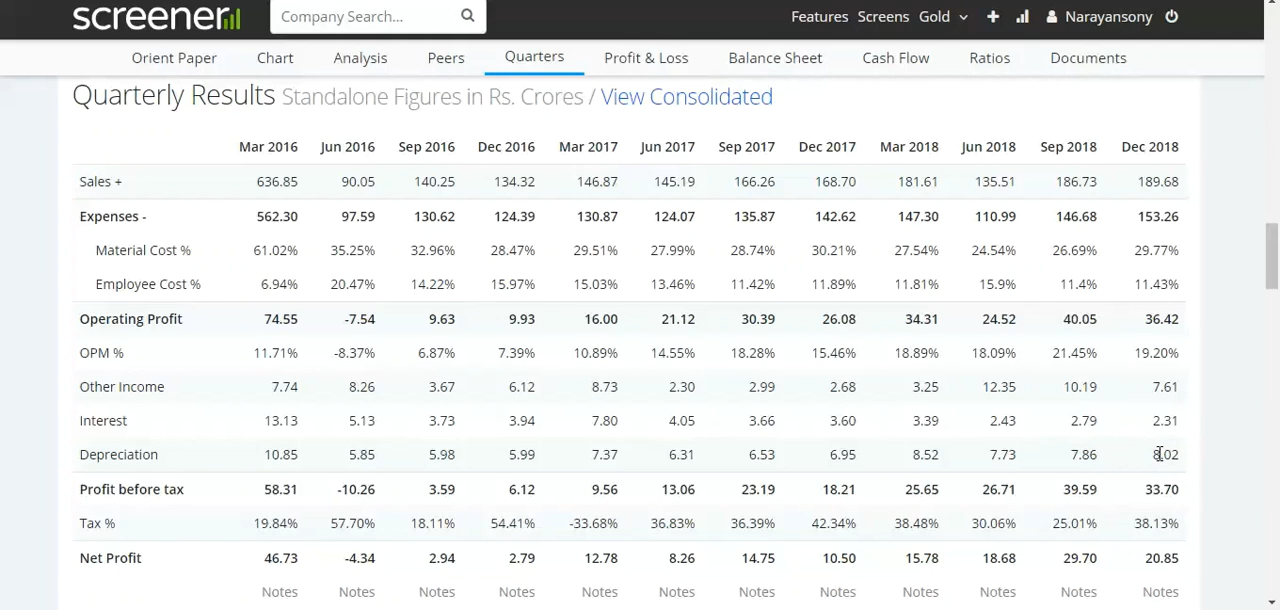 screener Company Search... Features Screens Gold Narayansony
Orient Paper Chart Analysis Peers Quarters Profit & Loss Balance Sheet Cash Flow Ratios Documents
Quarterly Results Standalone Figures in Rs. Crores / View Consolidated
Mar 2016 Jun 2016 Sep 2016 Dec 2016 Mar 2017 Jun 2017 Sep 2017 Dec 2017 Mar 2018 Jun 2018 Sep 2018 Dec 2018
Sales + 636.85 90.05 140.25 134.32 146.87 145.19 166.26 168.70 181.61 135.51 186.73 189.68
Expenses - 562.30 97.59 130.62 124.39 130.87 124.07 135.87 142.62 147.30 110.99 146.68 153.26
Material Cost % 61.02% 35.25% 32.96% 28.47% 29.51% 27.99% 28.74% 30.21% 27.54% 24.54% 26.69% 29.77%
Employee Cost % 6.94% 20.47% 14.22% 15.97% 15.03% 13.46% 11.42% 11.89% 11.81% 15.9% 11.4% 11.43%
Operating Profit 74.55 -7.54 9.63 9.93 16.00 21.12 30.39 26.08 34.31 24.52 40.05 36.42
OPM % 11.71% -8.37% 6.87% 7.39% 10.89% 14.55% 18.28% 15.46% 18.89% 18.09% 21.45% 19.20%
Other Income 7.74 8.26 3.67 6.12 8.73 2.30 2.99 2.68 3.25 12.35 10.19 7.61
Interest 13.13 5.13 3.73 3.94 7.80 4.05 3.66 3.60 3.39 2.43 2.79 2.31
Depreciation 10.85 5.85 5.98 5.99 7.37 6.31 6.53 6.95 8.52 7.73 7.86 8.02
Profit before tax 58.31 -10.26 3.59 6.12 9.56 13.06 23.19 18.21 25.65 26.71 39.59 33.70
Tax % 19.84% 57.70% 18.11% 54.41% -33.68% 36.83% 36.39% 42.34% 38.48% 30.06% 25.01% 38.13%
Net Profit 46.73 -4.34 2.94 2.79 12.78 8.26 14.75 10.50 15.78 18.68 29.70 20.85
Notes Notes Notes Notes Notes Notes Notes Notes Notes Notes Notes Notes